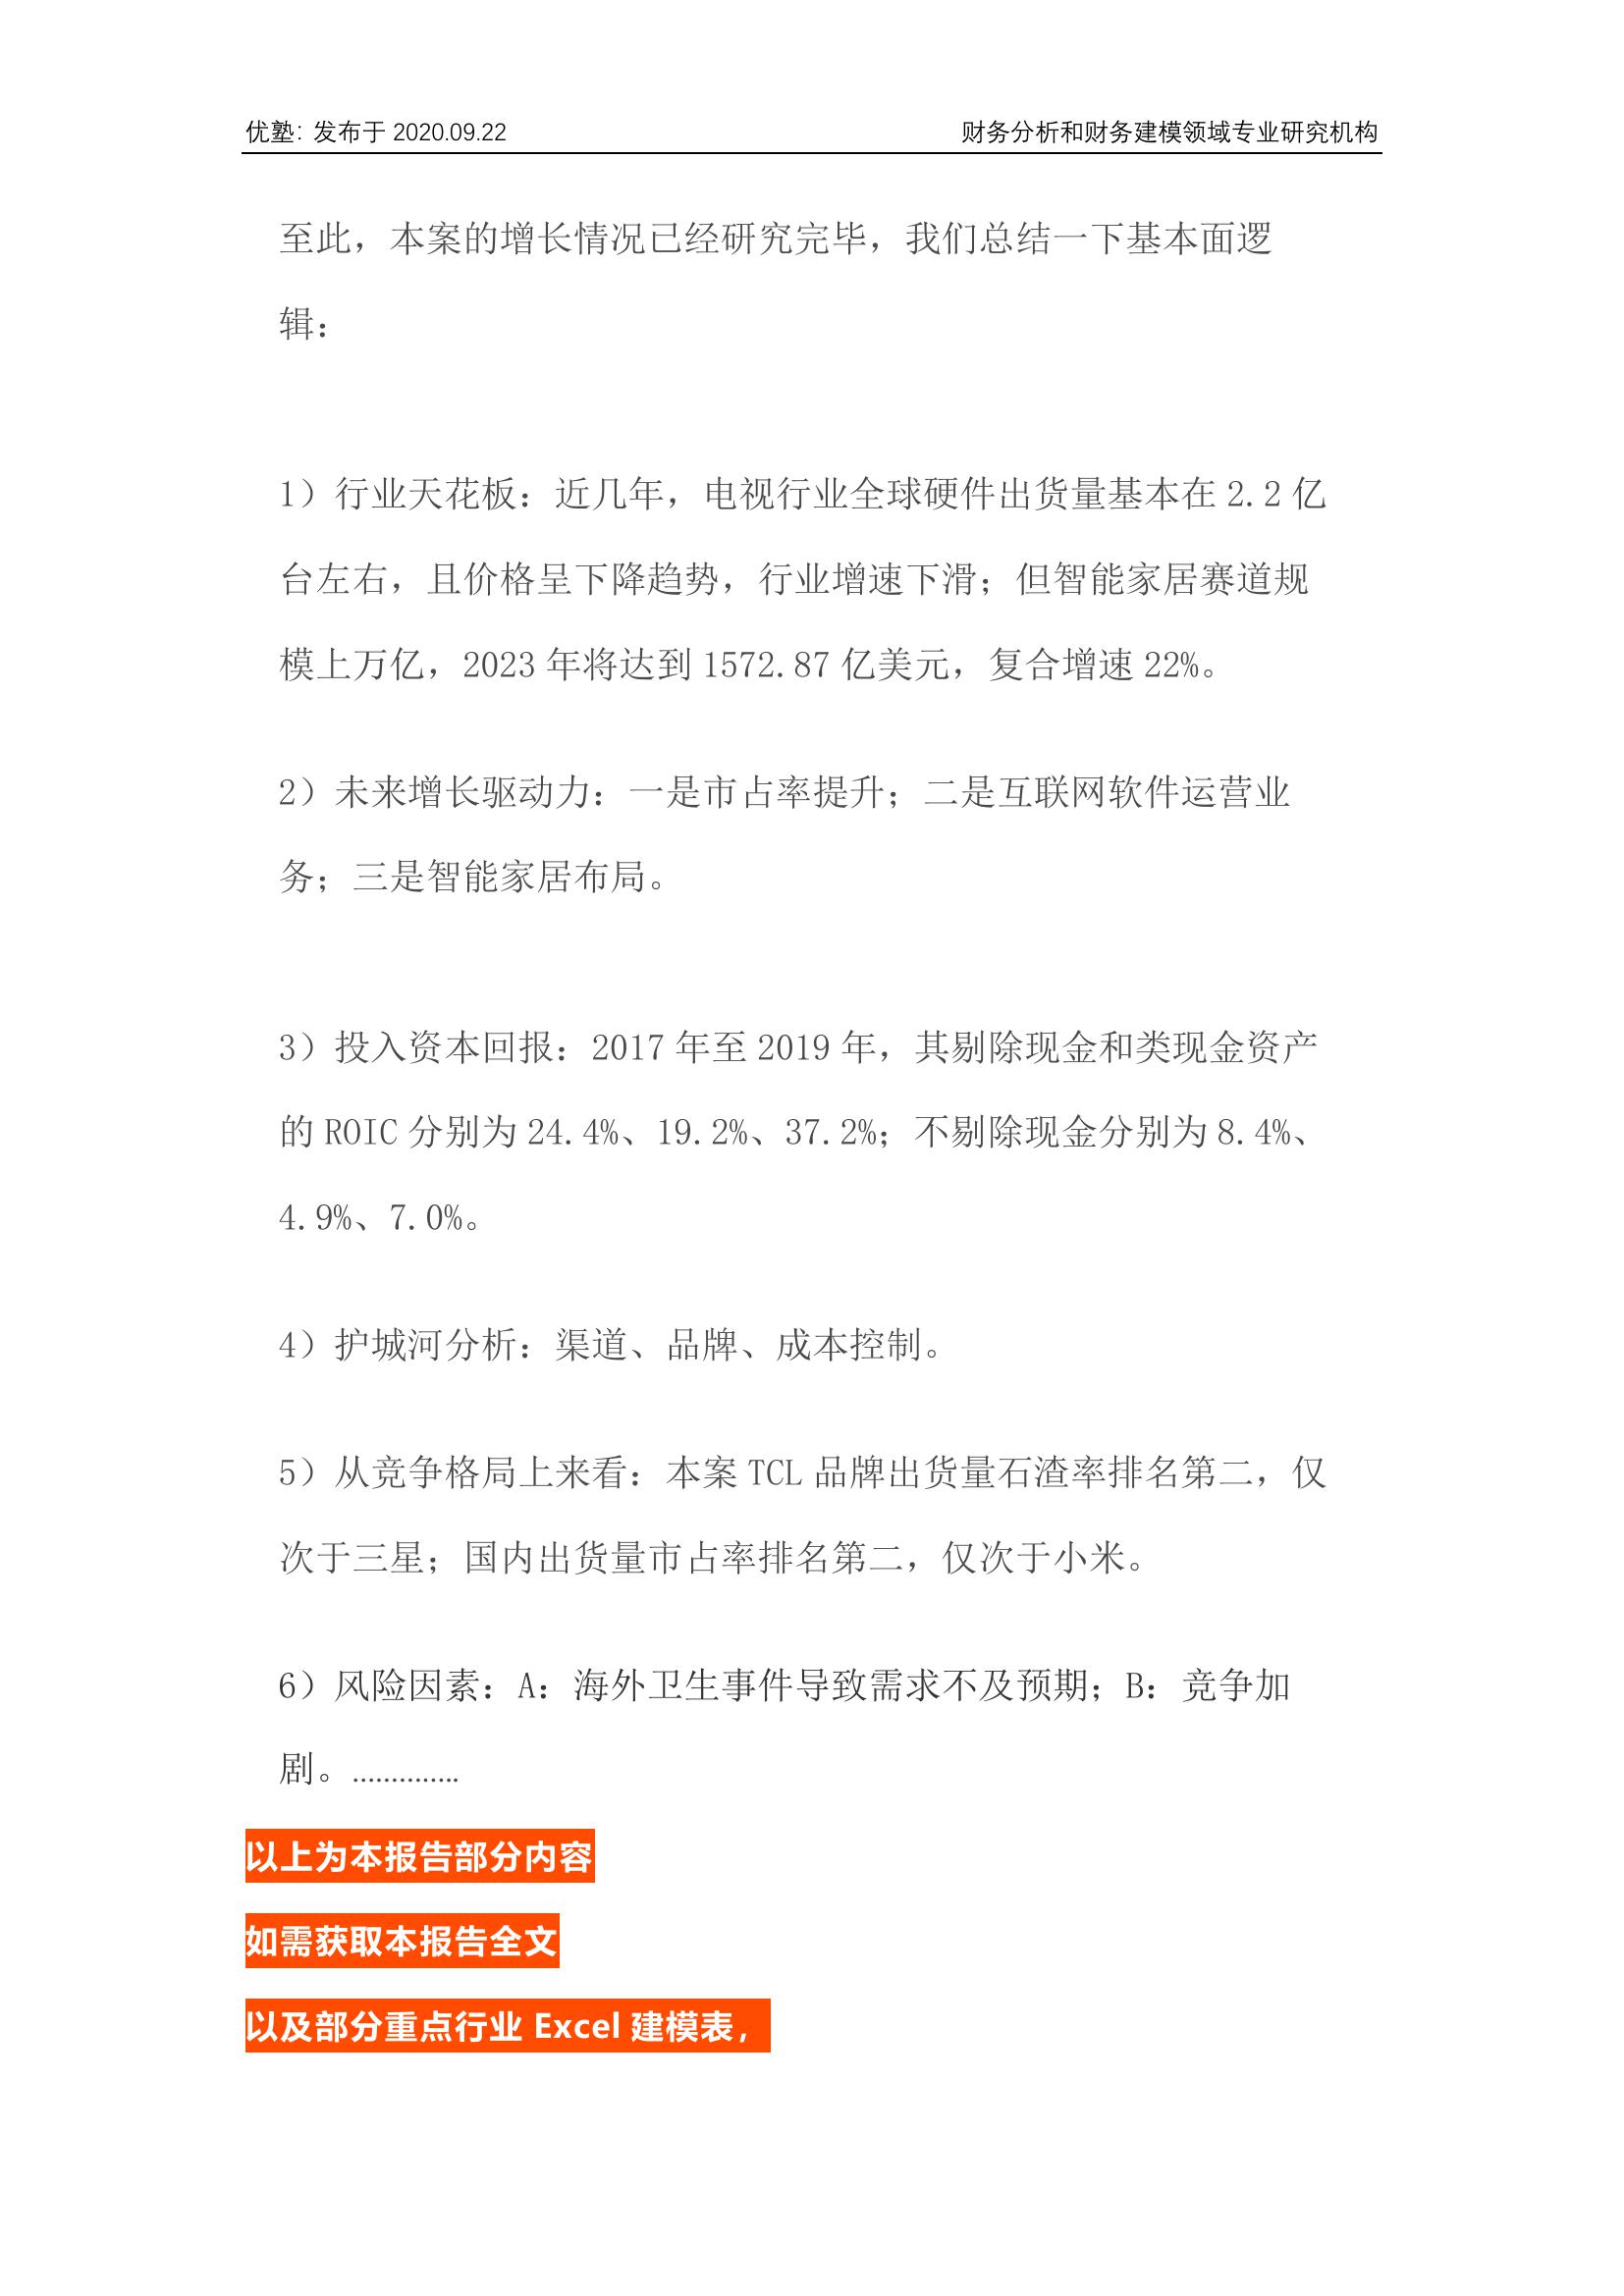 优塾：发布于 2020.09.22 财务分析和财务建模领域专业研究机构
至此，本案的增长情况已经研究完毕，我们总结一下基本面逻
辑：
1）行业天花板：近几年，电视行业全球硬件出货量基本在 2.2 亿
台左右，且价格呈下降趋势，行业增速下滑；但智能家居赛道规
模上万亿，2023 年将达到 1572.87 亿美元，复合增速 22%。
2）未来增长驱动力：一是市占率提升；二是互联网软件运营业
务；三是智能家居布局。
3）投入资本回报：2017 年至 2019 年，其剔除现金和类现金资产
的 ROIC 分别为 24.4%、19.2%、37.2%；不剔除现金分别为 8.4%、
4.9%、7.0%。
4）护城河分析：渠道、品牌、成本控制。
5）从竞争格局上来看：本案 TCL 品牌出货量石渣率排名第二，仅
次于三星；国内出货量市占率排名第二，仅次于小米。
6）风险因素：A：海外卫生事件导致需求不及预期；B：竞争加
剧。…………..
以上为本报告部分内容
如需获取本报告全文
以及部分重点行业 Excel 建模表，